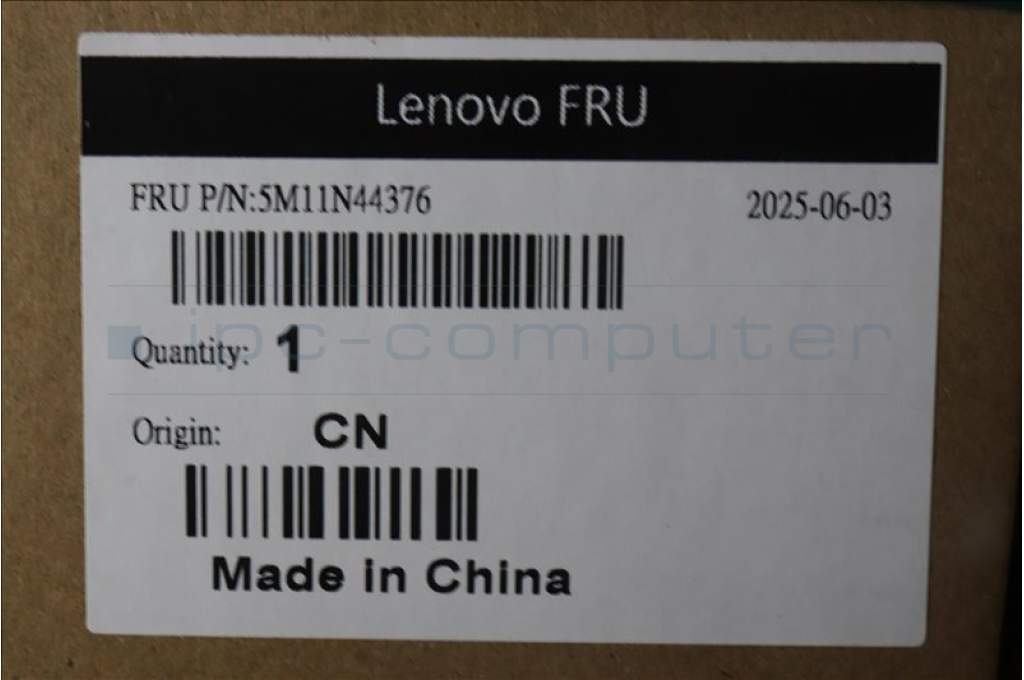 Lenovo FRU
FRU P/N:5M11N44376
2025-06-03
ipc-computer
Quantity: 1
Origin: CN
Made in China